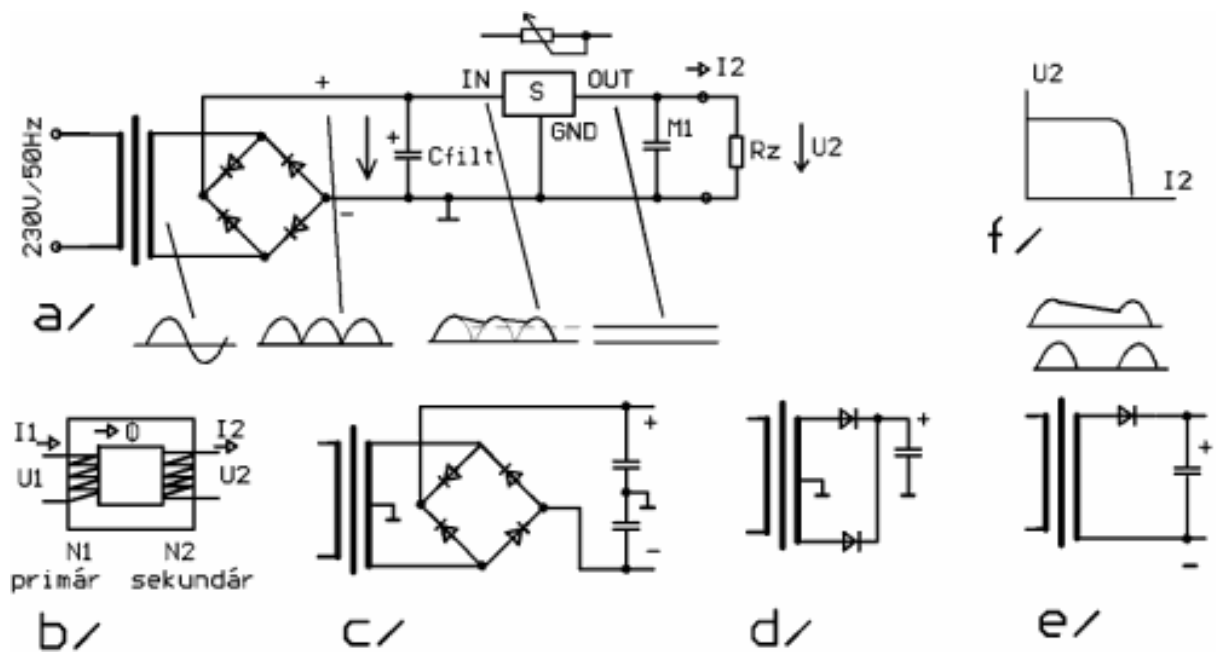 230V/50Hz
+
-
+
Cfilt
IN
S
OUT
GND
M1
I2
Rz
U2
a/
U2
I2
f/
I1
0
I2
U1
U2
N1
N2
primár
sekundár
b/
+
-
c/
+
d/
+
-
e/